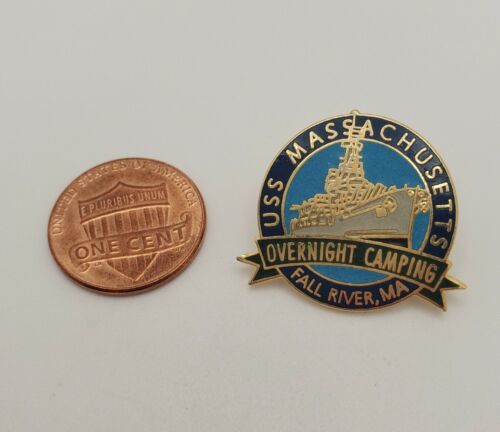 UNITED STATES OF AMERICA
E PLURIBUS UNUM
ONE CENT
USS MASSACHUSETTS
OVERNIGHT CAMPING
FALL RIVER, MA